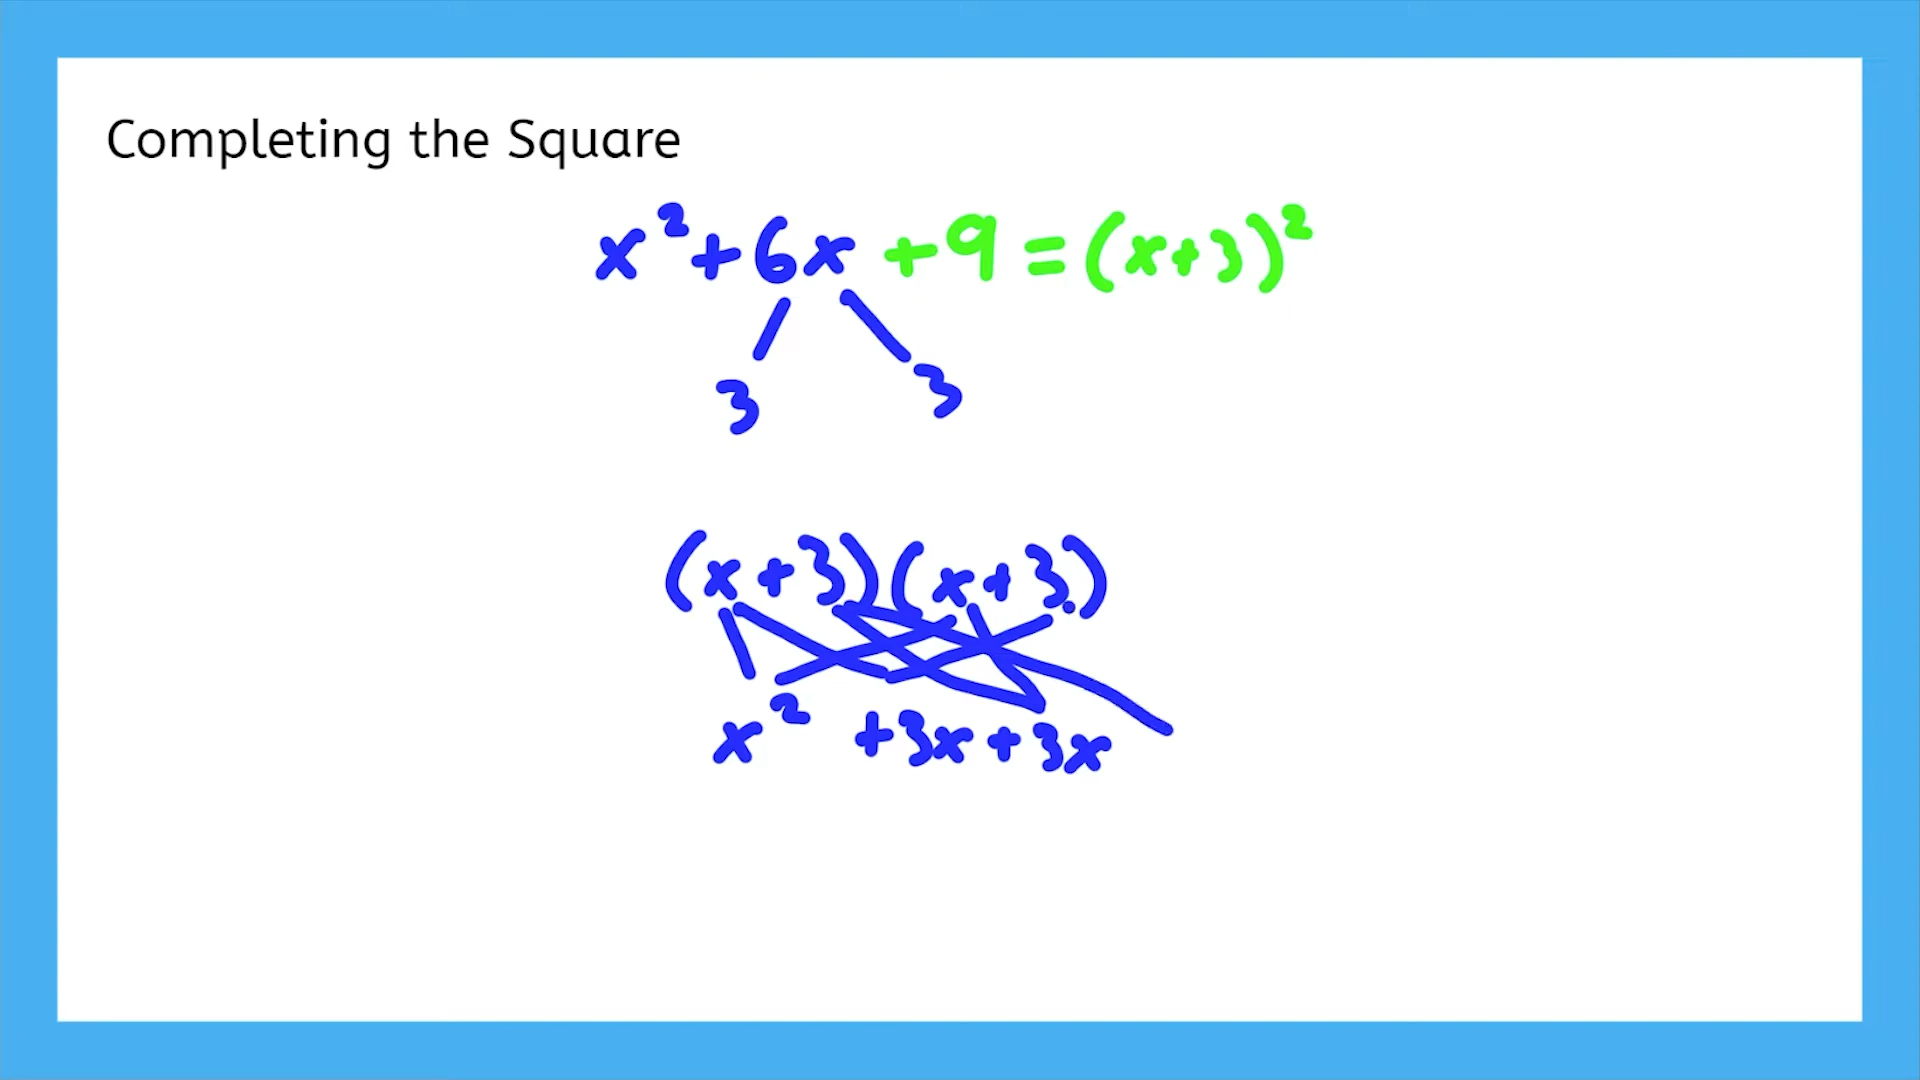 Completing the Square
x²+6x +9=(x+3)²
3 3
(x+3)(x+3)
x² +3x+3x